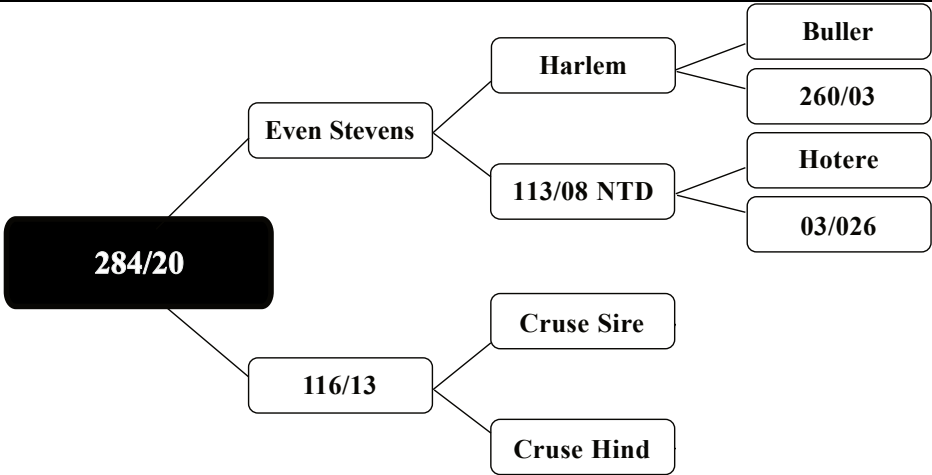 Buller
Harlem
260/03
Even Stevens
Hotere
113/08 NTD
03/026
284/20
Cruse Sire
116/13
Cruse Hind